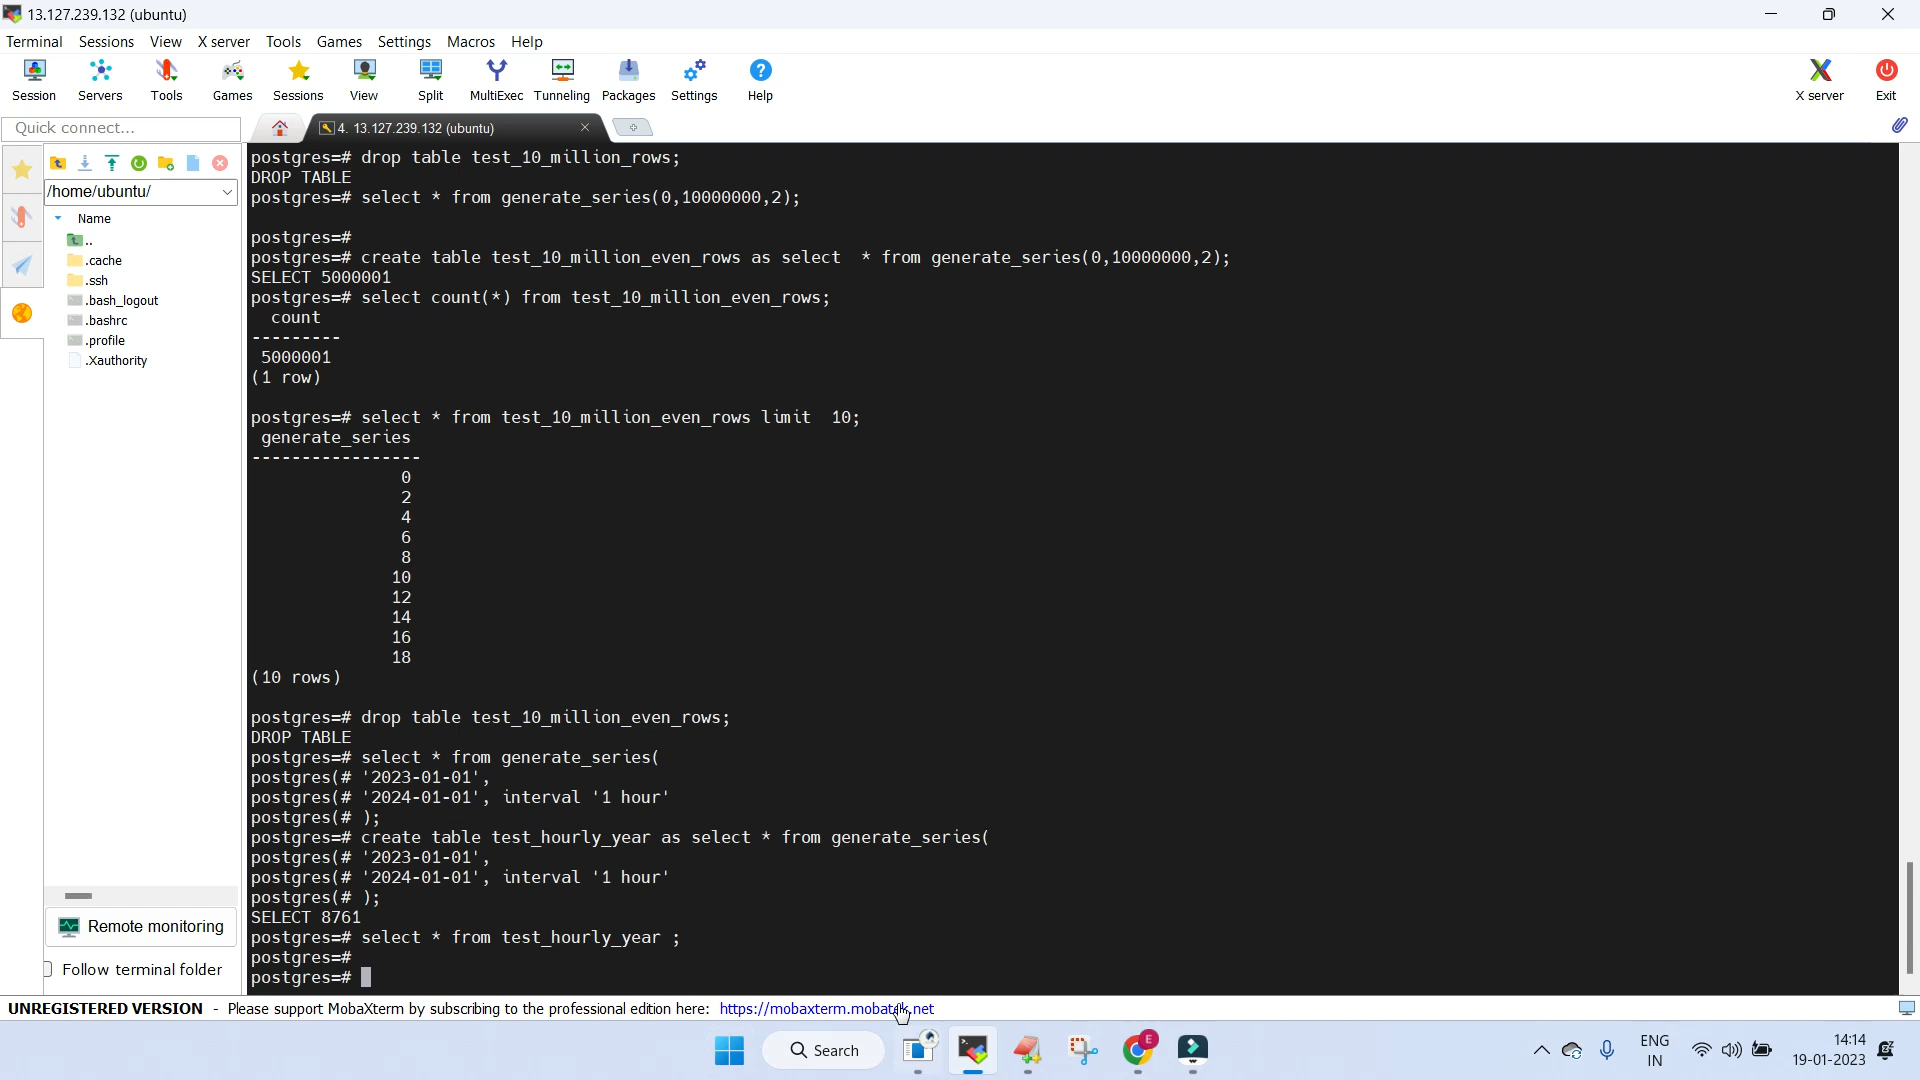 13.127.239.132 (ubuntu)
Terminal Sessions View X server Tools Games Settings Macros Help
Session Servers Tools Games Sessions View Split MultiExec Tunneling Packages Settings Help X server Exit
Quick connect...
4. 13.127.239.132 (ubuntu)
/home/ubuntu/
Name
..
.cache
.ssh
.bash_logout
.bashrc
.profile
.Xauthority
Remote monitoring
Follow terminal folder
postgres=# drop table test_10_million_rows;
DROP TABLE
postgres=# select * from generate_series(0,10000000,2);
postgres=#
postgres=# create table test_10_million_even_rows as select  * from generate_series(0,10000000,2);
SELECT 5000001
postgres=# select count(*) from test_10_million_even_rows;
count
---------
5000001
(1 row)
postgres=# select * from test_10_million_even_rows limit  10;
generate_series
-----------------
0
2
4
6
8
10
12
14
16
18
(10 rows)
postgres=# drop table test_10_million_even_rows;
DROP TABLE
postgres=# select * from generate_series(
postgres(# '2023-01-01',
postgres(# '2024-01-01', interval '1 hour'
postgres(# );
postgres=# create table test_hourly_year as select * from generate_series(
postgres(# '2023-01-01',
postgres(# '2024-01-01', interval '1 hour'
postgres(# );
SELECT 8761
postgres=# select * from test_hourly_year ;
postgres=#
postgres=#
UNREGISTERED VERSION - Please support MobaXterm by subscribing to the professional edition here: https://mobaxterm.mobatek.net
Search
E
ENG
IN
14:14
19-01-2023